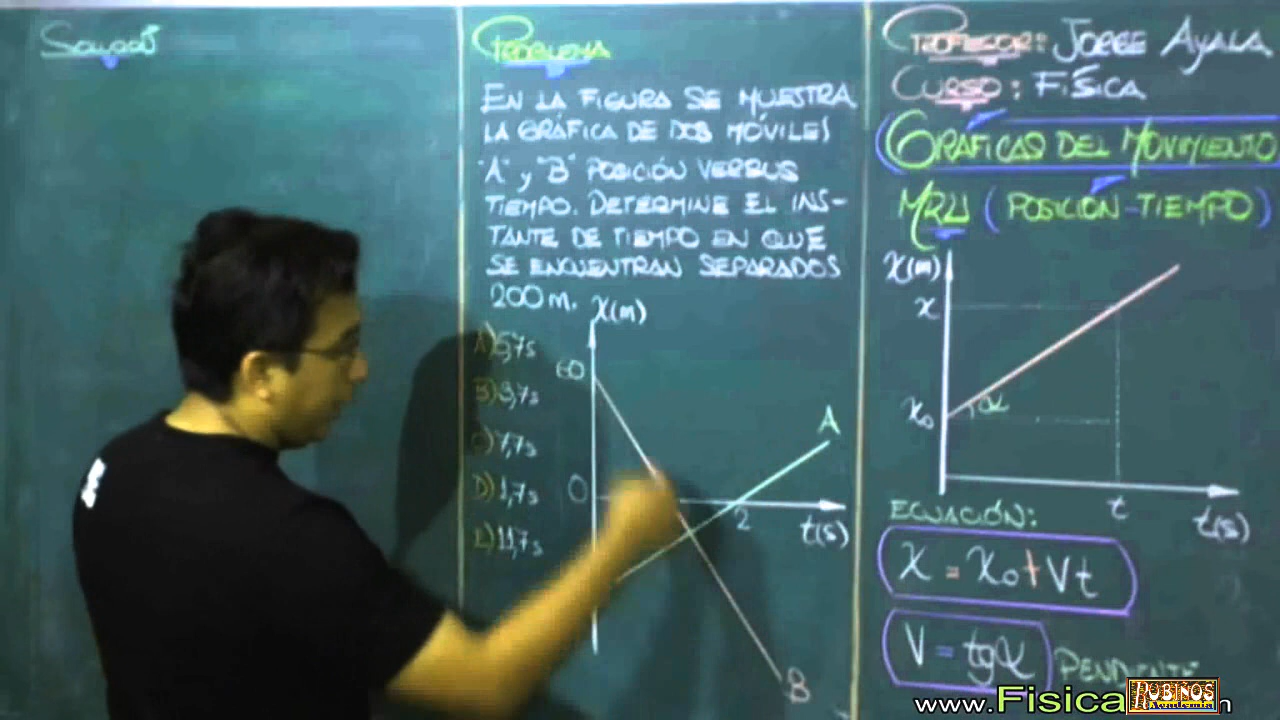 SOLUCIÓN
PROBLEMA
EN LA FIGURA SE MUESTRA
LA GRÁFICA DE DOS MÓVILES
"A" y "B" POSICIÓN VERSUS
TIEMPO. DETERMINE EL INS-
TANTE DE TIEMPO EN QUE
SE ENCUENTRAN SEPARADOS
200 m.
A) 5,7s
B) 3,7s
C) 7,7s
D) 1,7s
E) 11,7s
X(m)
60
0
A
2
t(s)
B
PROFESOR: JORGE AYALA
CURSO: FÍSICA
GRÁFICAS DEL MOVIMIENTO
MRU (POSICIÓN-TIEMPO)
X(m)
x
x₀
α
t
t(s)
ECUACIÓN:
X = X₀ + Vt
V = tgα PENDIENTE
www.Fisica
ROBIÑOS